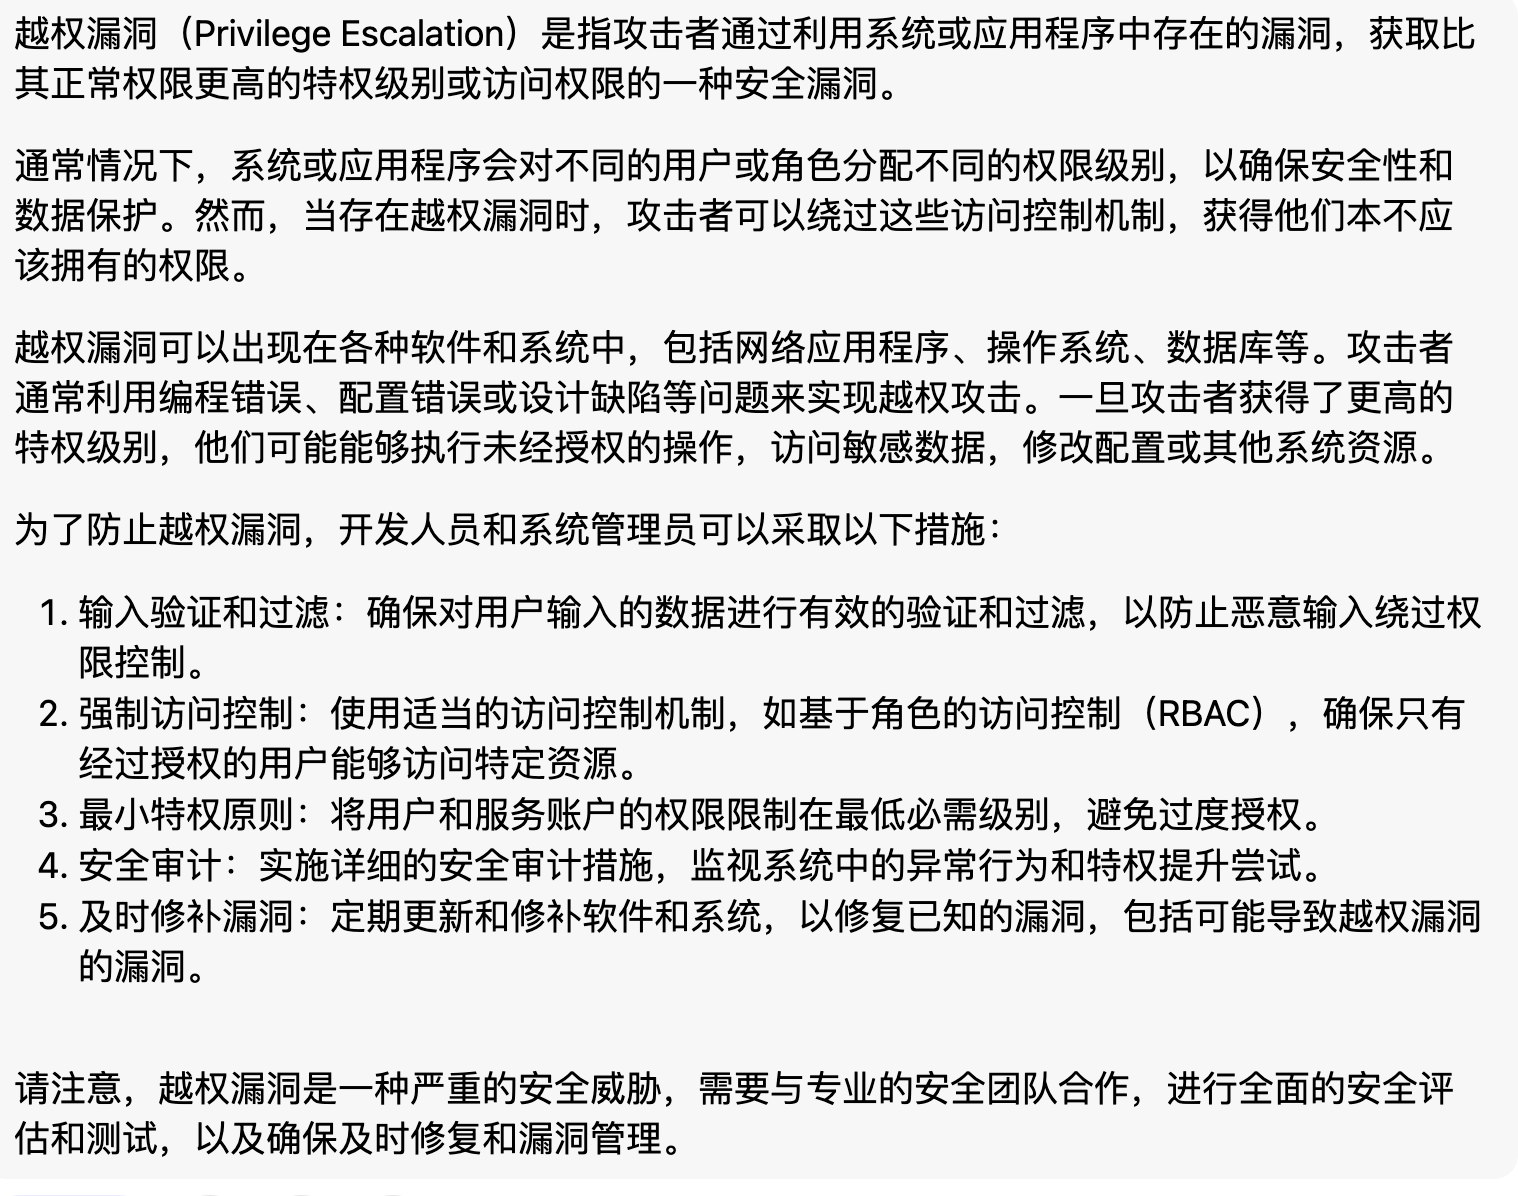 越权漏洞（Privilege Escalation）是指攻击者通过利用系统或应用程序中存在的漏洞，获取比
其正常权限更高的特权级别或访问权限的一种安全漏洞。
通常情况下，系统或应用程序会对不同的用户或角色分配不同的权限级别，以确保安全性和
数据保护。然而，当存在越权漏洞时，攻击者可以绕过这些访问控制机制，获得他们本不应
该拥有的权限。
越权漏洞可以出现在各种软件和系统中，包括网络应用程序、操作系统、数据库等。攻击者
通常利用编程错误、配置错误或设计缺陷等问题来实现越权攻击。一旦攻击者获得了更高的
特权级别，他们可能能够执行未经授权的操作，访问敏感数据，修改配置或其他系统资源。
为了防止越权漏洞，开发人员和系统管理员可以采取以下措施：
1. 输入验证和过滤：确保对用户输入的数据进行有效的验证和过滤，以防止恶意输入绕过权
限控制。
2. 强制访问控制：使用适当的访问控制机制，如基于角色的访问控制（RBAC），确保只有
经过授权的用户能够访问特定资源。
3. 最小特权原则：将用户和服务账户的权限限制在最低必需级别，避免过度授权。
4. 安全审计：实施详细的安全审计措施，监视系统中的异常行为和特权提升尝试。
5. 及时修补漏洞：定期更新和修补软件和系统，以修复已知的漏洞，包括可能导致越权漏洞
的漏洞。
请注意，越权漏洞是一种严重的安全威胁，需要与专业的安全团队合作，进行全面的安全评
估和测试，以及确保及时修复和漏洞管理。